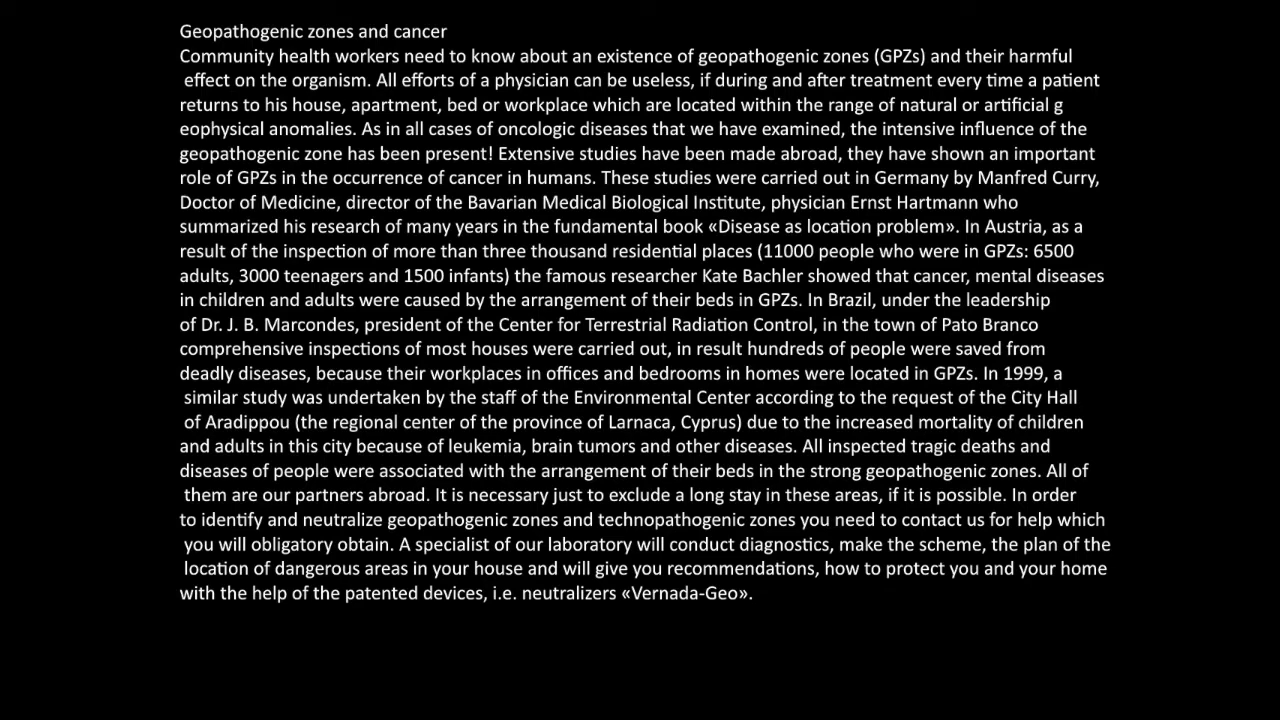 Geopathogenic zones and cancer
Community health workers need to know about an existence of geopathogenic zones (GPZs) and their harmful
effect on the organism. All efforts of a physician can be useless, if during and after treatment every time a patient
returns to his house, apartment, bed or workplace which are located within the range of natural or artificial g
eophysical anomalies. As in all cases of oncologic diseases that we have examined, the intensive influence of the
geopathogenic zone has been present! Extensive studies have been made abroad, they have shown an important
role of GPZs in the occurrence of cancer in humans. These studies were carried out in Germany by Manfred Curry,
Doctor of Medicine, director of the Bavarian Medical Biological Institute, physician Ernst Hartmann who
summarized his research of many years in the fundamental book «Disease as location problem». In Austria, as a
result of the inspection of more than three thousand residential places (11000 people who were in GPZs: 6500
adults, 3000 teenagers and 1500 infants) the famous researcher Kate Bachler showed that cancer, mental diseases
in children and adults were caused by the arrangement of their beds in GPZs. In Brazil, under the leadership
of Dr. J. B. Marcondes, president of the Center for Terrestrial Radiation Control, in the town of Pato Branco
comprehensive inspections of most houses were carried out, in result hundreds of people were saved from
deadly diseases, because their workplaces in offices and bedrooms in homes were located in GPZs. In 1999, a
similar study was undertaken by the staff of the Environmental Center according to the request of the City Hall
of Aradippou (the regional center of the province of Larnaca, Cyprus) due to the increased mortality of children
and adults in this city because of leukemia, brain tumors and other diseases. All inspected tragic deaths and
diseases of people were associated with the arrangement of their beds in the strong geopathogenic zones. All of
them are our partners abroad. It is necessary just to exclude a long stay in these areas, if it is possible. In order
to identify and neutralize geopathogenic zones and technopathogenic zones you need to contact us for help which
you will obligatory obtain. A specialist of our laboratory will conduct diagnostics, make the scheme, the plan of the
location of dangerous areas in your house and will give you recommendations, how to protect you and your home
with the help of the patented devices, i.e. neutralizers «Vernada-Geo».